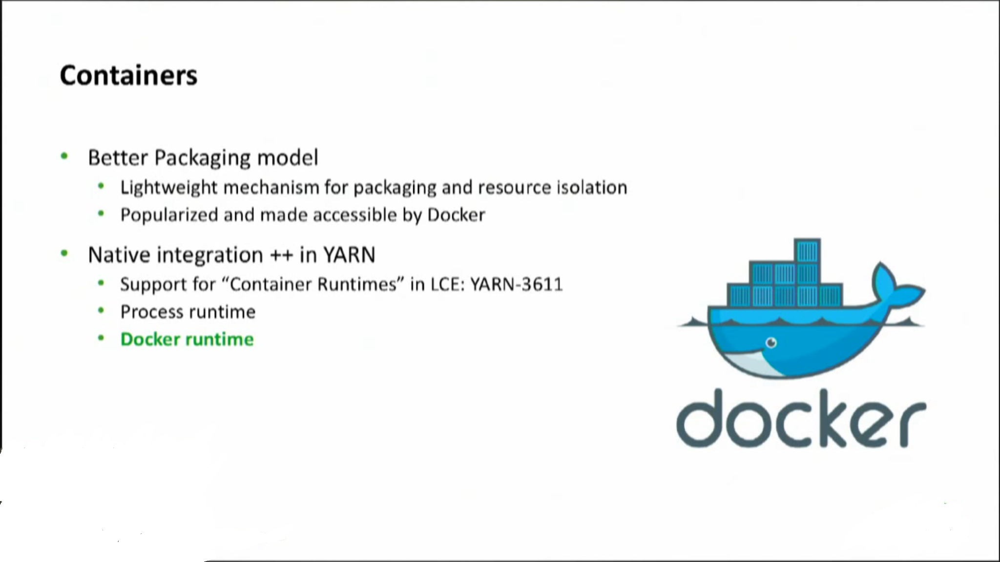 Containers
• Better Packaging model
• Lightweight mechanism for packaging and resource isolation
• Popularized and made accessible by Docker
• Native integration ++ in YARN
• Support for “Container Runtimes” in LCE: YARN-3611
• Process runtime
• Docker runtime
docker